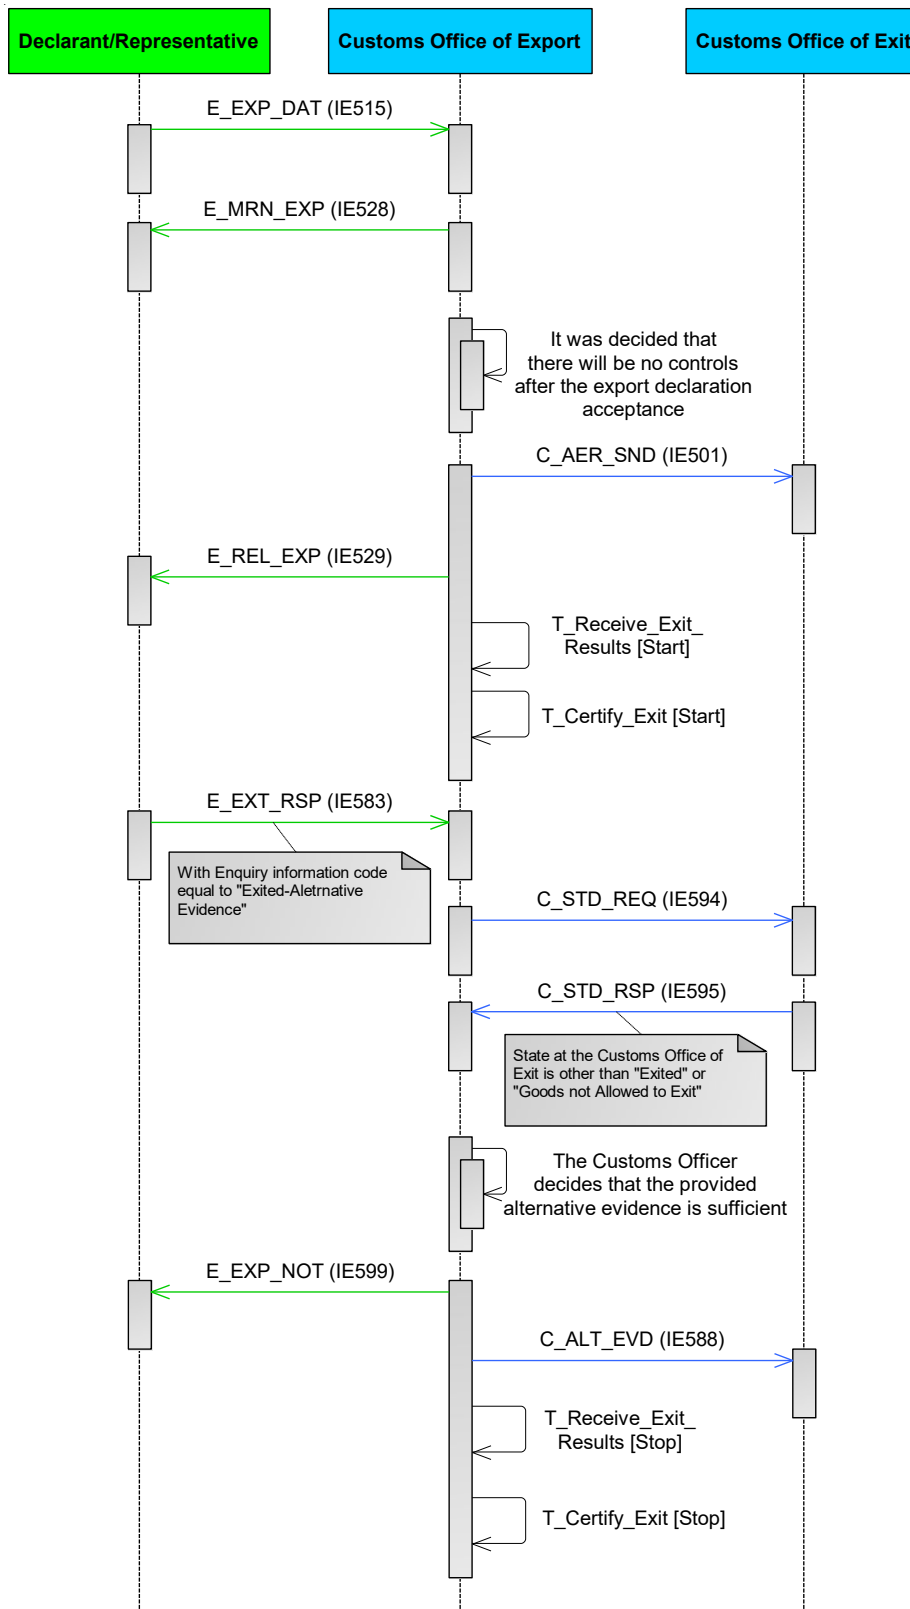 Declarant/Representative
Customs Office of Export
Customs Office of Exit
E_EXP_DAT (IE515)
E_MRN_EXP (IE528)
It was decided that
there will be no controls
after the export declaration
acceptance
C_AER_SND (IE501)
E_REL_EXP (IE529)
T_Receive_Exit_
Results [Start]
T_Certify_Exit [Start]
E_EXT_RSP (IE583)
With Enquiry information code
equal to "Exited-Aletrnative
Evidence"
C_STD_REQ (IE594)
C_STD_RSP (IE595)
State at the Customs Office of
Exit is other than "Exited" or
"Goods not Allowed to Exit"
The Customs Officer
decides that the provided
alternative evidence is sufficient
E_EXP_NOT (IE599)
C_ALT_EVD (IE588)
T_Receive_Exit_
Results [Stop]
T_Certify_Exit [Stop]